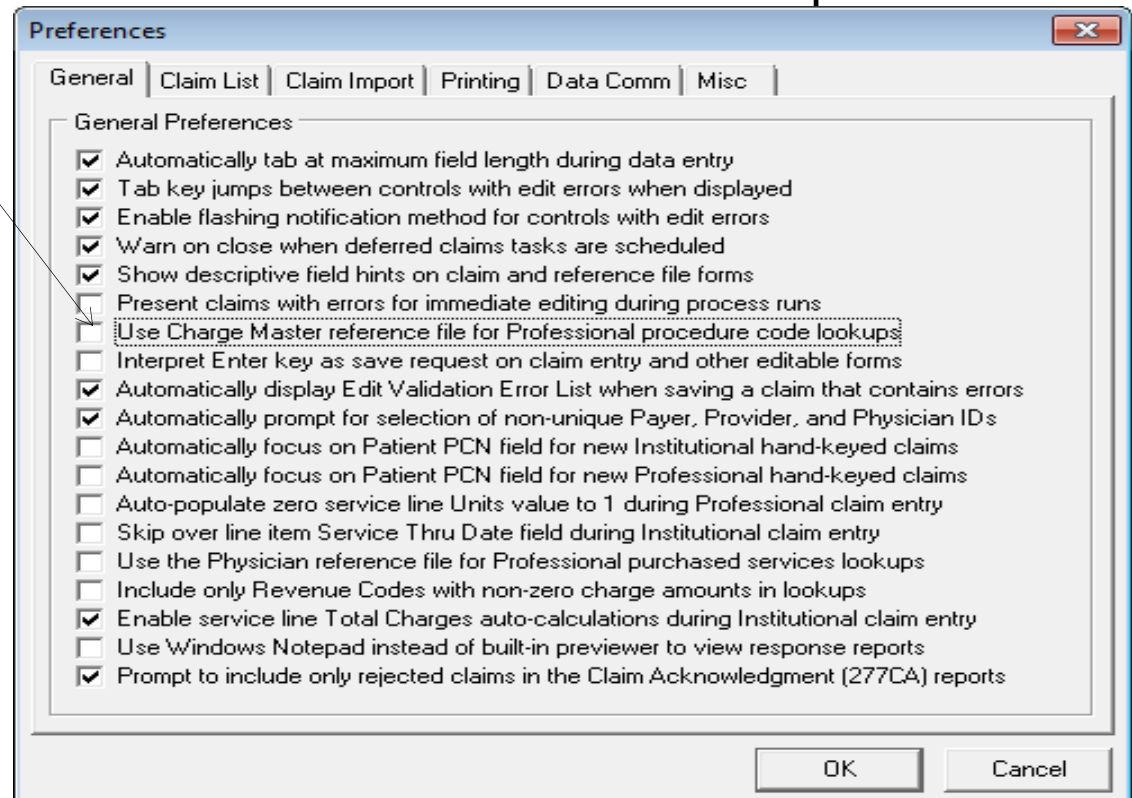 Preferences
General
Claim List
Claim Import
Printing
Data Comm
Misc
General Preferences
Automatically tab at maximum field length during data entry
Tab key jumps between controls with edit errors when displayed
Enable flashing notification method for controls with edit errors
Warn on close when deferred claims tasks are scheduled
Show descriptive field hints on claim and reference file forms
Present claims with errors for immediate editing during process runs
Use Charge Master reference file for Professional procedure code lookups
Interpret Enter key as save request on claim entry and other editable forms
Automatically display Edit Validation Error List when saving a claim that contains errors
Automatically prompt for selection of non-unique Payer, Provider, and Physician IDs
Automatically focus on Patient PCN field for new Institutional hand-keyed claims
Automatically focus on Patient PCN field for new Professional hand-keyed claims
Auto-populate zero service line Units value to 1 during Professional claim entry
Skip over line item Service Thru Date field during Institutional claim entry
Use the Physician reference file for Professional purchased services lookups
Include only Revenue Codes with non-zero charge amounts in lookups
Enable service line Total Charges auto-calculations during Institutional claim entry
Use Windows Notepad instead of built-in previewer to view response reports
Prompt to include only rejected claims in the Claim Acknowledgment (277CA) reports
OK
Cancel